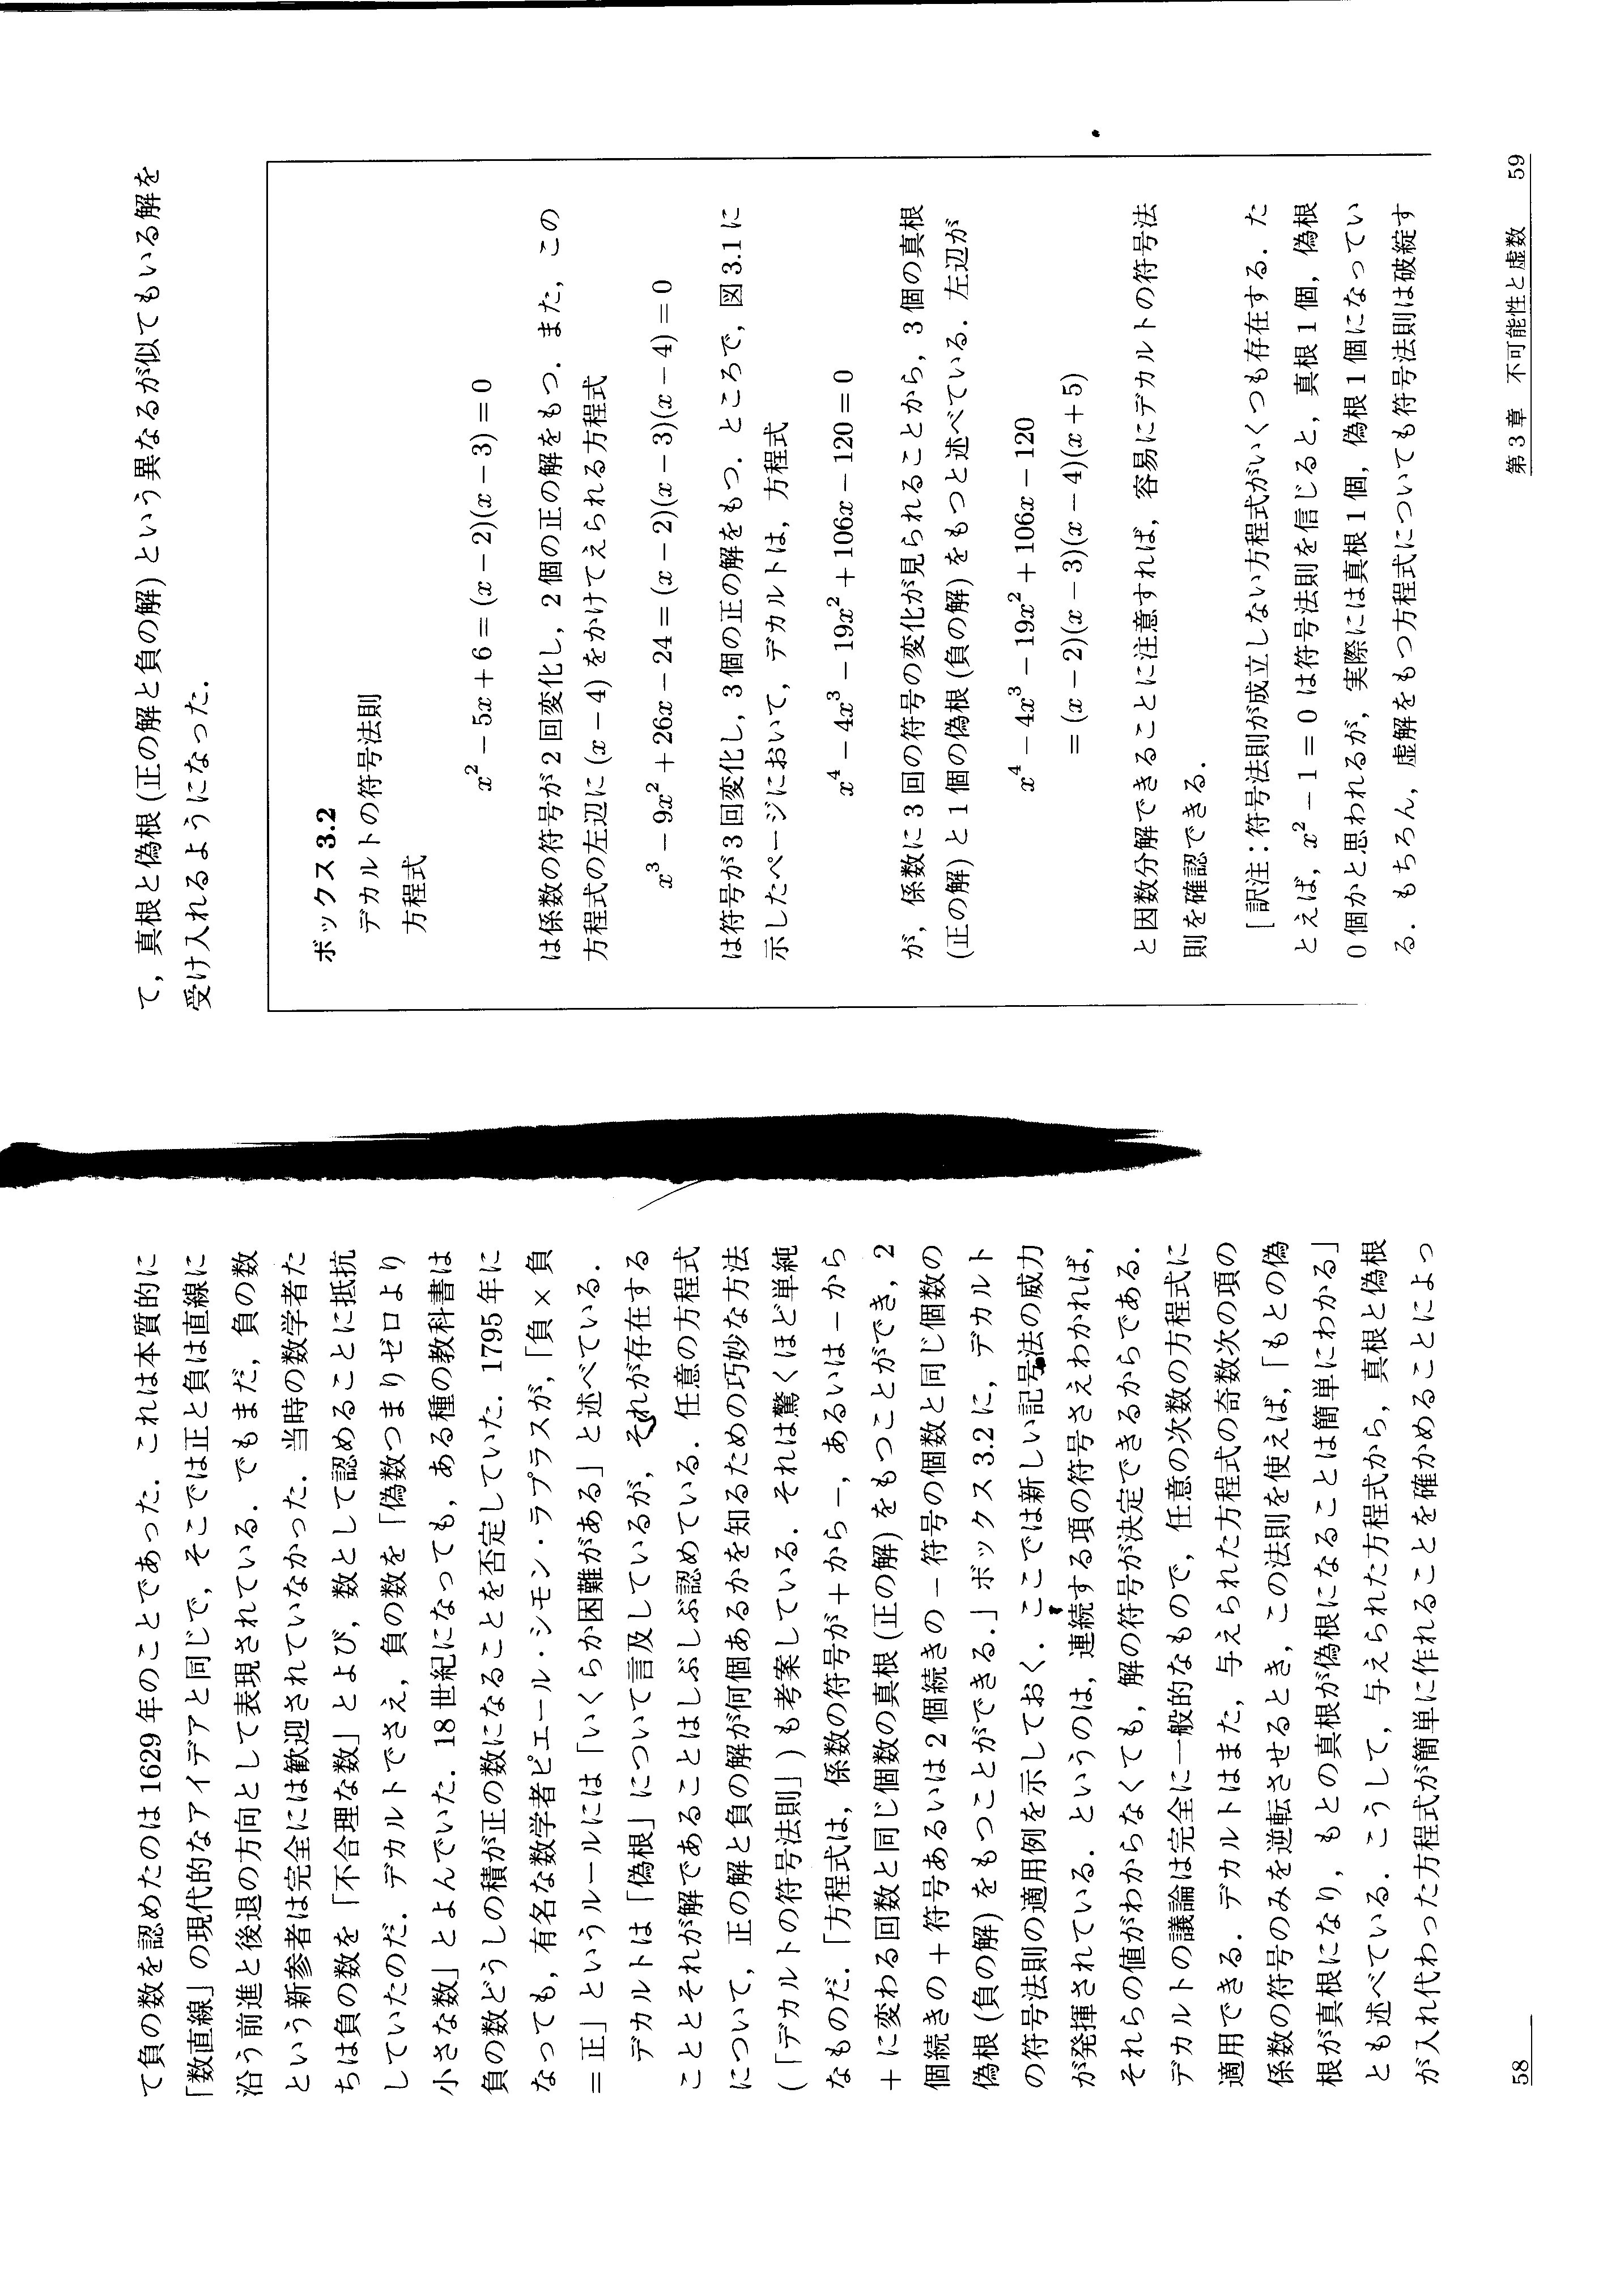 て負の数を認めたのは 1629 年のことであった．これは本質的に
「数直線」の現代的なアイデアと同じで，そこでは正と負は直線に
沿う前進と後退の方向として表現されている．でもまだ，負の数
という新参者は完全には歓迎されていなかった．当時の数学者た
ちは負の数を「不合理な数」とよび，数として認めることに抵抗
していたのだ．デカルトでさえ，負の数を「偽数つまりゼロより
小さな数」とよんでいた．18 世紀になっても，ある種の教科書は
負の数どうしの積が正の数になることを否定していた．1795 年に
なっても，有名な数学者ピエール・シモン・ラプラスが，「負 × 負
= 正」というルールには「いくらか困難がある」と述べている．
デカルトは「偽根」について言及しているが，それが存在する
こととそれが解であることはしぶしぶ認めている．任意の方程式
について，正の解と負の解が何個あるかを知るための巧妙な方法
(「デカルトの符号法則」) も考案している．それは驚くほど単純
なものだ．「方程式は，係数の符号が + から −，あるいは − から
+ に変わる回数と同じ個数の真根 (正の解) をもつことができ，2
個続きの + 符号あるいは 2 個続きの − 符号の個数と同じ個数の
偽根 (負の解) をもつことができる．」ボックス 3.2 に，デカルト
の符号法則の適用例を示しておく．ここでは新しい記号法の威力
が発揮されている．というのは，連続する項の符号さえわかれば，
それらの値がわからなくても，解の符号が決定できるからである．
デカルトの議論は完全に一般的なもので，任意の次数の方程式に
適用できる．デカルトはまた，与えられた方程式の奇数次の項の
係数の符号のみを逆転させるとき，この法則を使えば，「もとの偽
根が真根になり，もとの真根が偽根になることは簡単にわかる」
とも述べている．こうして，与えられた方程式から，真根と偽根
が入れ代わった方程式が簡単に作れることを確かめることによっ
58
て，真根と偽根 (正の解と負の解) という異なるが似てもいる解を
受け入れるようになった．
ボックス 3.2
デカルトの符号法則
方程式
x² − 5x + 6 = (x − 2)(x − 3) = 0
は係数の符号が 2 回変化し，2 個の正の解をもつ．また，この
方程式の左辺に (x − 4) をかけてえられる方程式
x³ − 9x² + 26x − 24 = (x − 2)(x − 3)(x − 4) = 0
は符号が 3 回変化し，3 個の正の解をもつ．ところで，図 3.1 に
示したページにおいて，デカルトは，方程式
x⁴ − 4x³ − 19x² + 106x − 120 = 0
が，係数に 3 回の符号の変化が見られることから，3 個の真根
(正の解) と 1 個の偽根 (負の解) をもつと述べている．左辺が
x⁴ − 4x³ − 19x² + 106x − 120
= (x − 2)(x − 3)(x − 4)(x + 5)
と因数分解できることに注意すれば，容易にデカルトの符号法
則を確認できる．
［訳注：符号法則が成立しない方程式がいくつも存在する．た
とえば，x² − 1 = 0 は符号法則を信じると，真根 1 個，偽根
0 個かと思われるが，実際には真根 1 個，偽根 1 個になってい
る．もちろん，虚解をもつ方程式についても符号法則は破綻す
第 3 章　不可能性と虚数　59